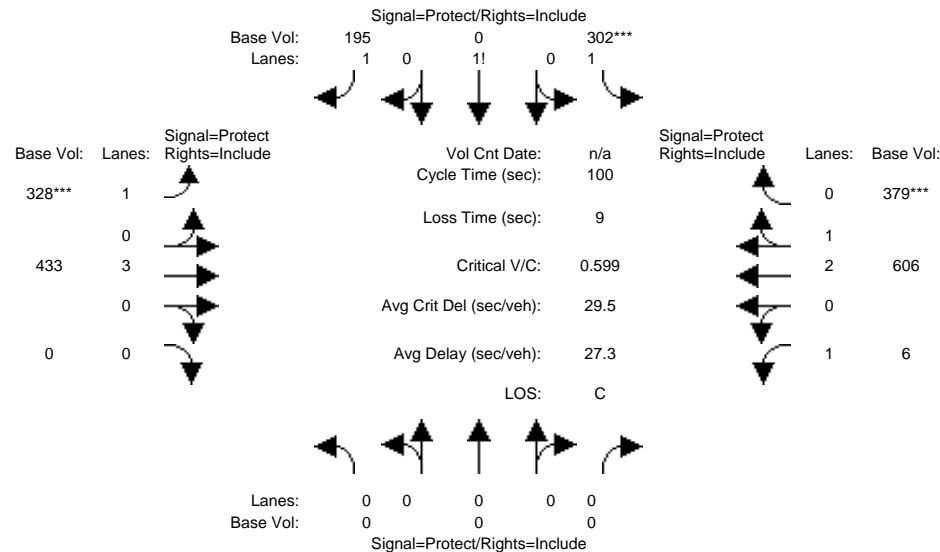 Signal=Protect/Rights=Include
Base Vol: 195 0 302***
Lanes: 1 0 1! 0 1
Signal=Protect
Base Vol: Lanes: Rights=Include
Vol Cnt Date: n/a
Signal=Protect
Rights=Include Lanes: Base Vol:
Cycle Time (sec): 100
328*** 1
0 379***
Loss Time (sec): 9
0
1
433 3
Critical V/C: 0.599
2 606
0
Avg Crit Del (sec/veh): 29.5
0
0 0
Avg Delay (sec/veh): 27.3
1 6
LOS: C
Lanes: 0 0 0 0 0
Base Vol: 0 0 0
Signal=Protect/Rights=Include